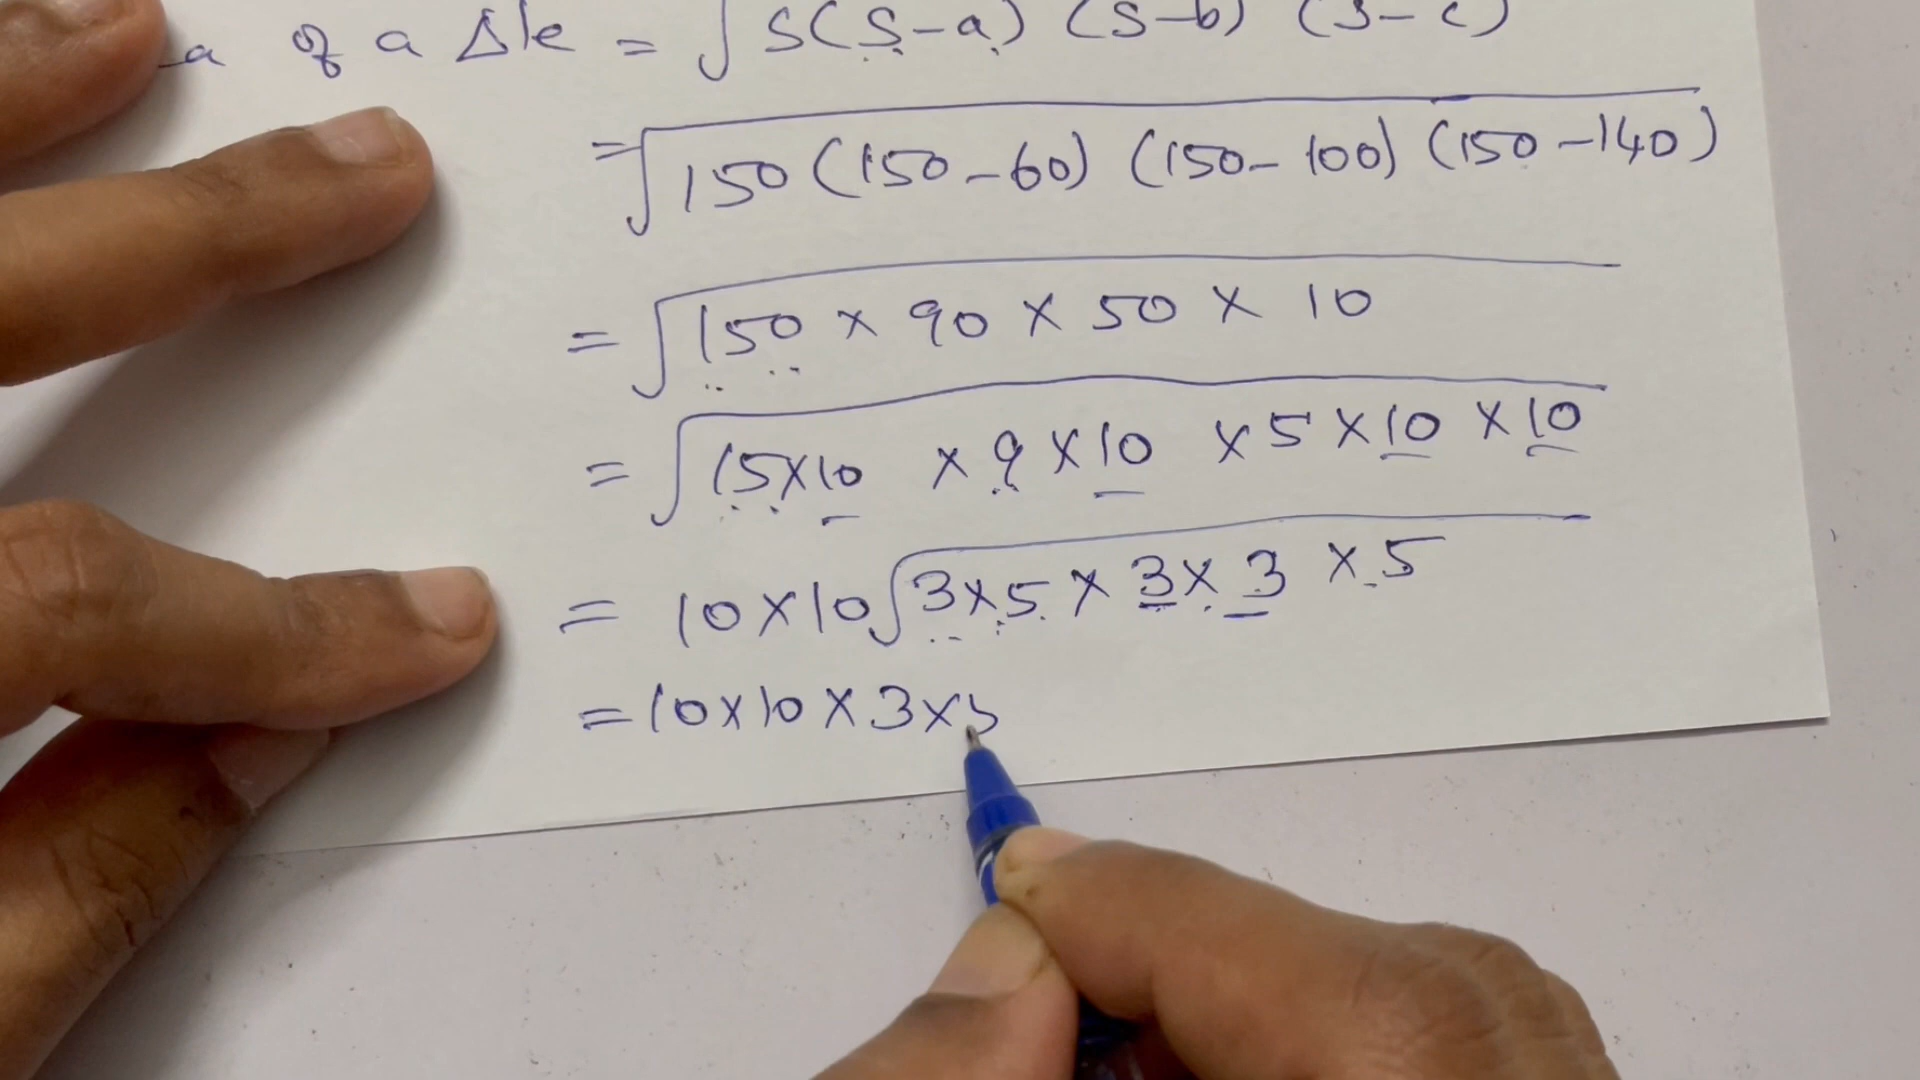 a of a Δle = √S(S-a) (S-b) (S-c)
= √150 (150-60) (150-100) (150-140)
= √150 × 90 × 50 × 10
= √15×10 × 9 × 10 × 5 × 10 × 10
= 10×10√3×5 × 3 × 3 × 5
= 10×10×3×5